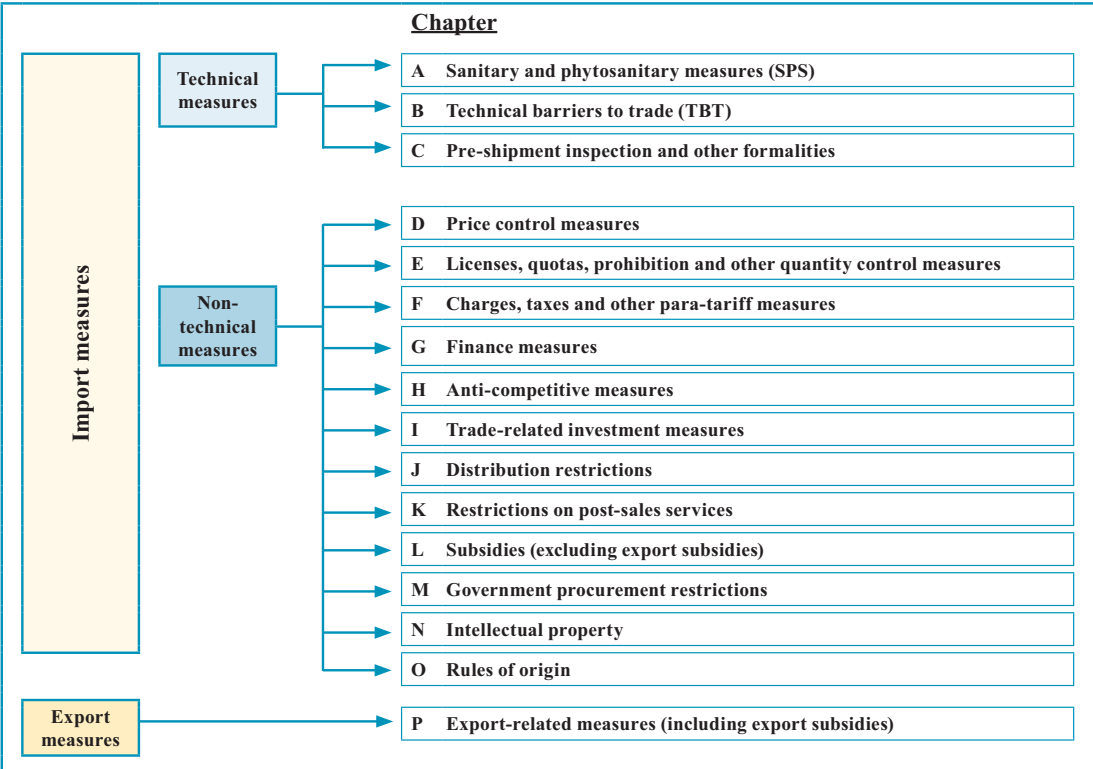 Chapter
Import measures
Technical
measures
A Sanitary and phytosanitary measures (SPS)
B Technical barriers to trade (TBT)
C Pre-shipment inspection and other formalities
Non-
technical
measures
D Price control measures
E Licenses, quotas, prohibition and other quantity control measures
F Charges, taxes and other para-tariff measures
G Finance measures
H Anti-competitive measures
I Trade-related investment measures
J Distribution restrictions
K Restrictions on post-sales services
L Subsidies (excluding export subsidies)
M Government procurement restrictions
N Intellectual property
O Rules of origin
Export
measures
P Export-related measures (including export subsidies)